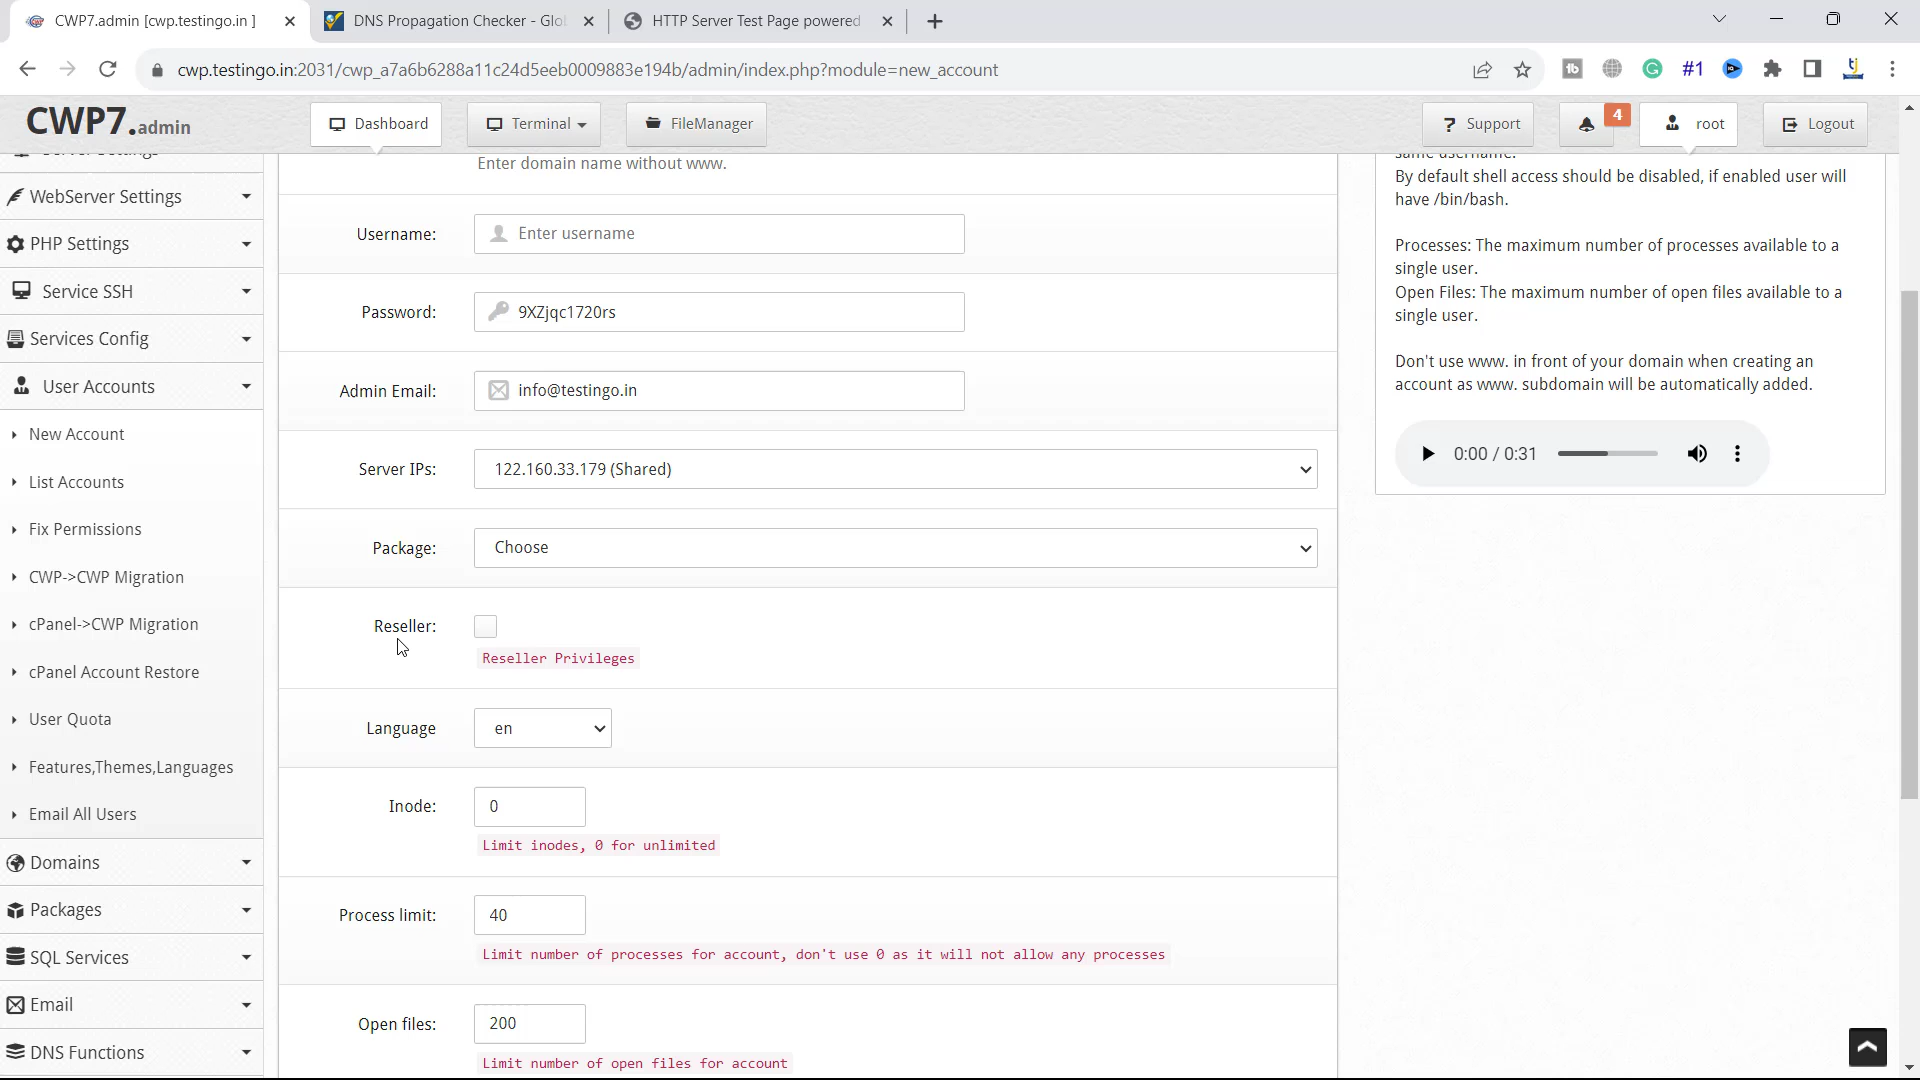 CWP7.admin [cwp.testingo.in ]
DNS Propagation Checker - Glo
HTTP Server Test Page powered
cwp.testingo.in:2031/cwp_a7a6b6288a11c24d5eeb0009883e194b/admin/index.php?module=new_account
#1
CWP7.admin
Dashboard
Terminal
FileManager
? Support
4
root
Logout
WebServer Settings
PHP Settings
Service SSH
Services Config
User Accounts
New Account
List Accounts
Fix Permissions
CWP->CWP Migration
cPanel->CWP Migration
cPanel Account Restore
User Quota
Features,Themes,Languages
Email All Users
Domains
Packages
SQL Services
Email
DNS Functions
Enter domain name without www.
Username:
Enter username
Password:
9XZjqc1720rs
Admin Email:
info@testingo.in
Server IPs:
122.160.33.179 (Shared)
Package:
Choose
Reseller:
Reseller Privileges
Language
en
Inode:
0
Limit inodes, 0 for unlimited
Process limit:
40
Limit number of processes for account, don't use 0 as it will not allow any processes
Open files:
200
Limit number of open files for account
same username.
By default shell access should be disabled, if enabled user will
have /bin/bash.
Processes: The maximum number of processes available to a
single user.
Open Files: The maximum number of open files available to a
single user.
Don't use www. in front of your domain when creating an
account as www. subdomain will be automatically added.
0:00 / 0:31